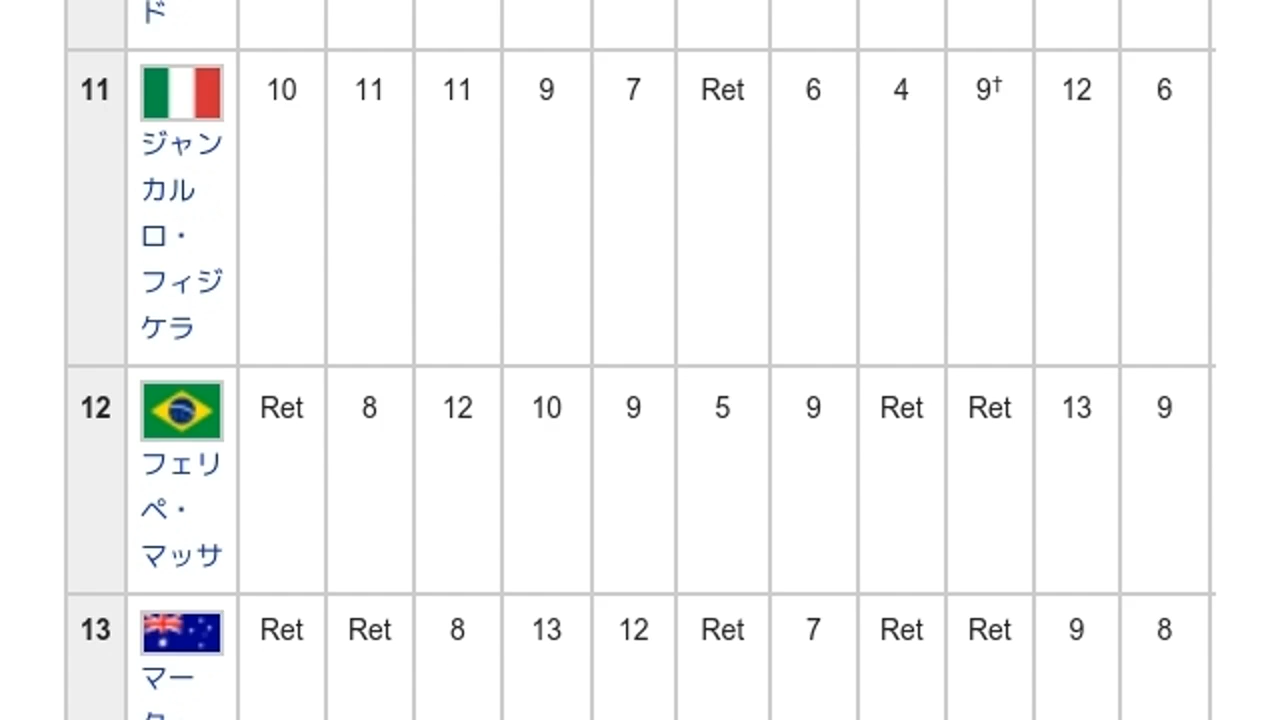 ド
11 10 11 11 9 7 Ret 6 4 9† 12 6
ジャン
カル
ロ・
フィジ
ケラ
12 Ret 8 12 10 9 5 9 Ret Ret 13 9
フェリ
ペ・
マッサ
13 Ret Ret 8 13 12 Ret 7 Ret Ret 9 8
マー